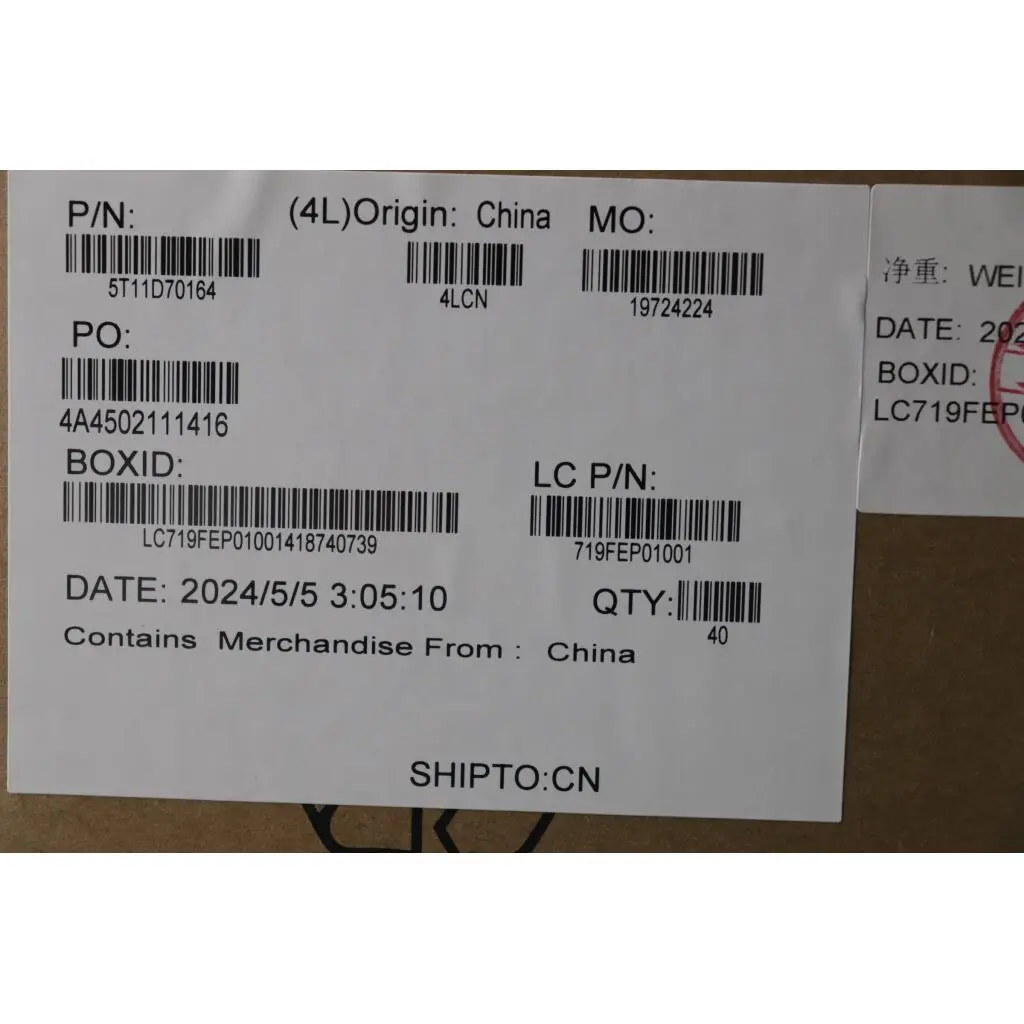 P/N: (4L)Origin: China MO:
5T11D70164 4LCN 19724224
PO:
4A4502111416
BOXID: LC P/N:
LC719FEP01001418740739 719FEP01001
DATE: 2024/5/5 3:05:10 QTY:
40
Contains Merchandise From : China
SHIPTO:CN
净重: WEI
DATE: 202
BOXID:
LC719FEP0